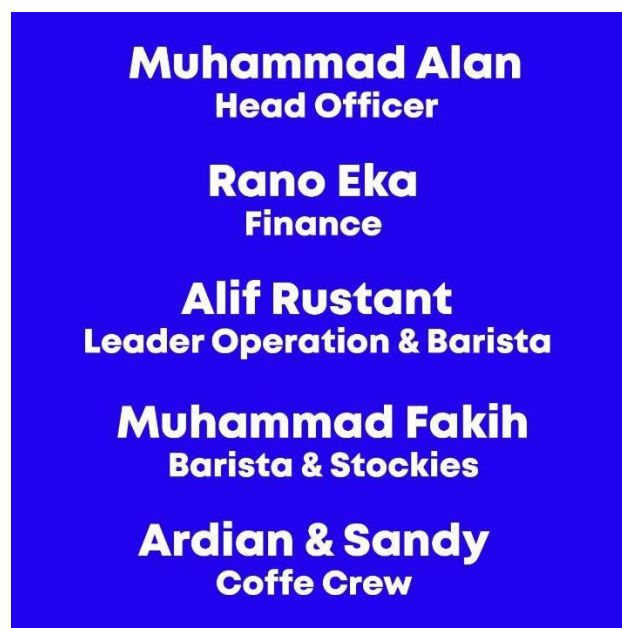 Muhammad Alan
Head Officer
Rano Eka
Finance
Alif Rustant
Leader Operation & Barista
Muhammad Fakih
Barista & Stockies
Ardian & Sandy
Coffe Crew